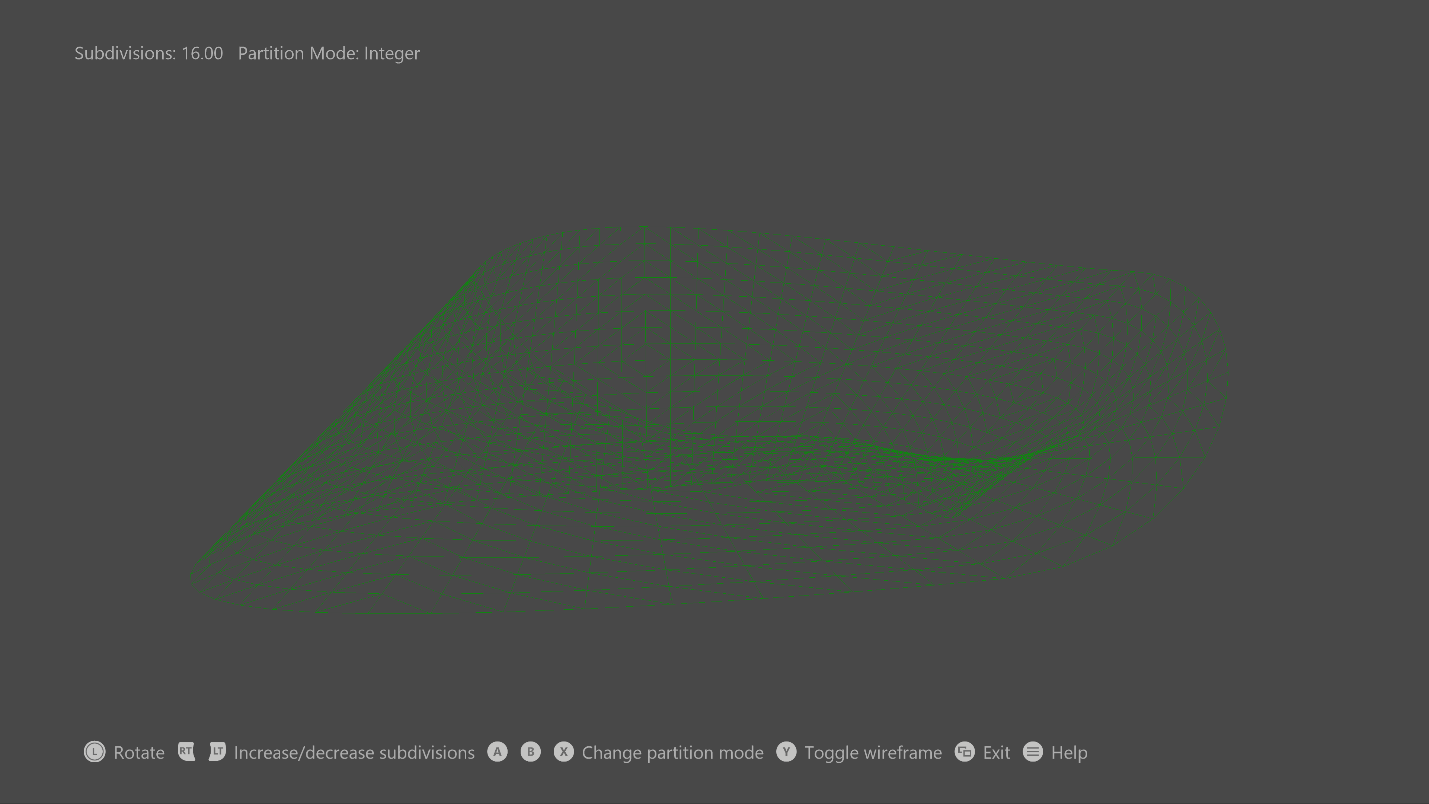 Subdivisions: 16.00 Partition Mode: Integer
L Rotate RT LT Increase/decrease subdivisions A B X Change partition mode Y Toggle wireframe Exit Help